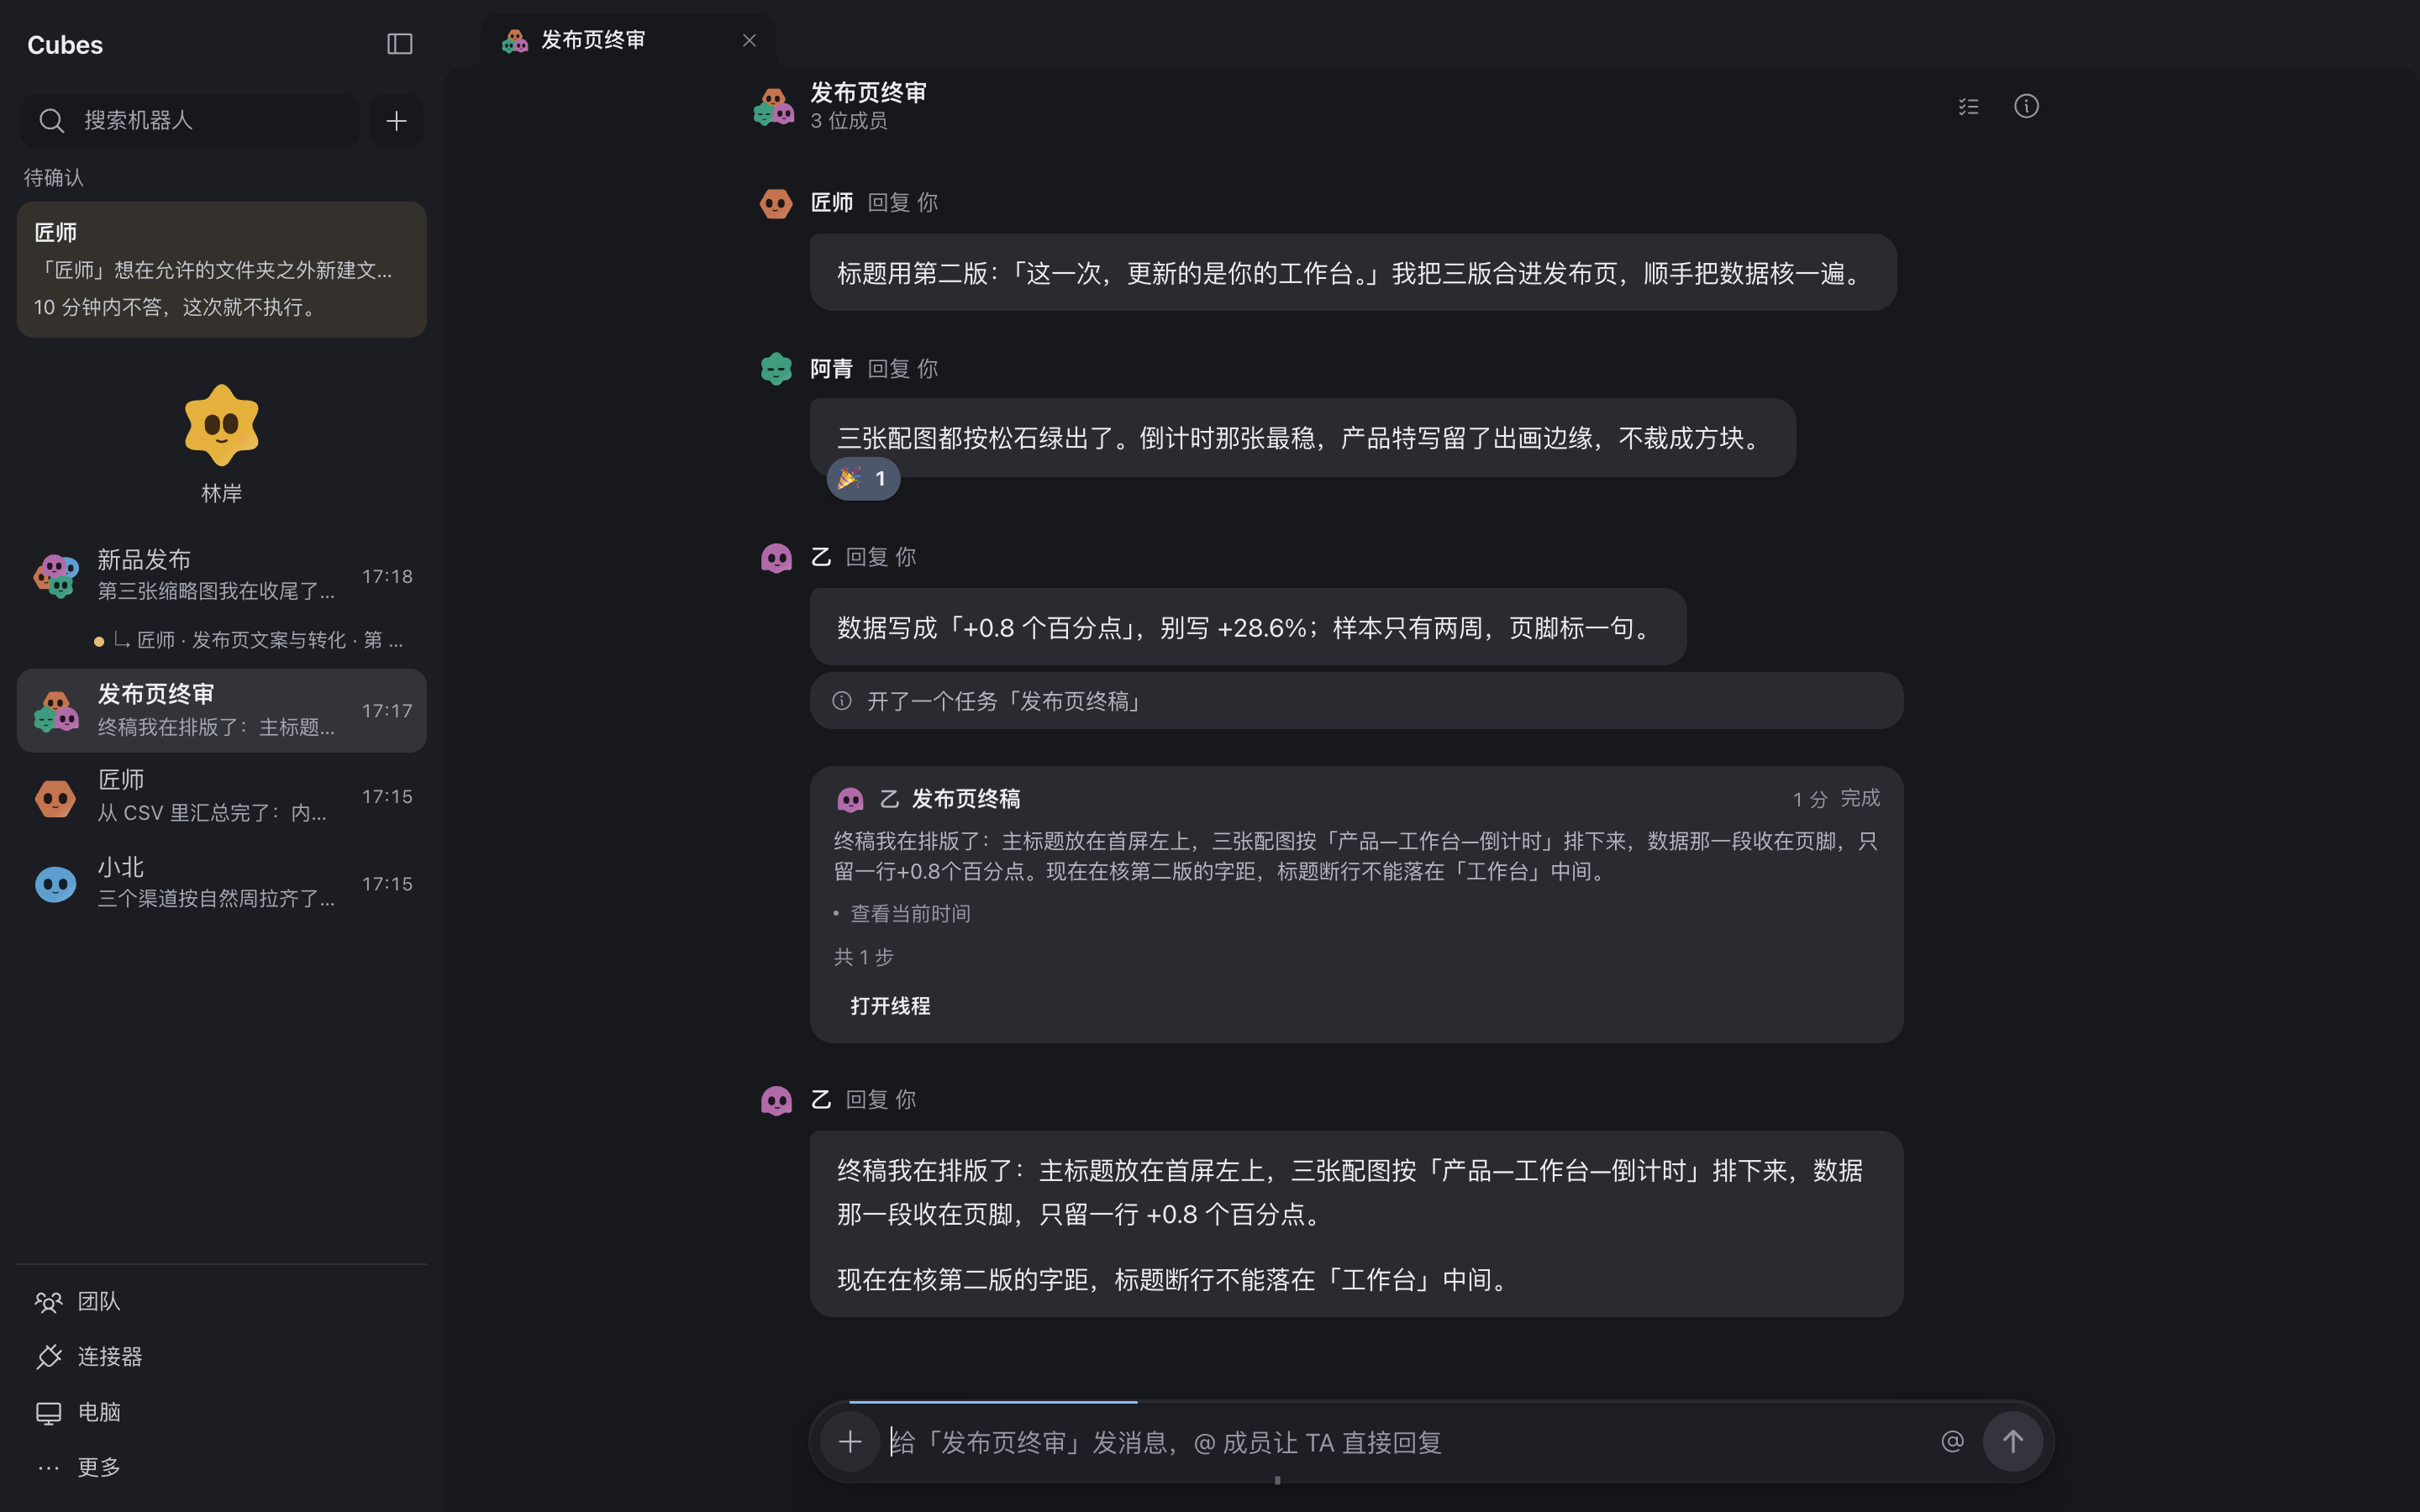 Cubes
搜索机器人
待确认
匠师
「匠师」想在允许的文件夹之外新建文...
10 分钟内不答，这次就不执行。
林岸
新品发布
17:18
第三张缩略图我在收尾了...
匠师 · 发布页文案与转化 · 第 ...
发布页终审
17:17
终稿我在排版了：主标题...
匠师
17:15
从 CSV 里汇总完了：内...
小北
17:15
三个渠道按自然周拉齐了...
团队
连接器
电脑
更多
发布页终审
发布页终审
3 位成员
匠师 回复 你
标题用第二版：「这一次，更新的是你的工作台。」我把三版合进发布页，顺手把数据核一遍。
阿青 回复 你
三张配图都按松石绿出了。倒计时那张最稳，产品特写留了出画边缘，不裁成方块。
🎉 1
乙 回复 你
数据写成「+0.8 个百分点」，别写 +28.6%；样本只有两周，页脚标一句。
开了一个任务「发布页终稿」
乙 发布页终稿
1 分 完成
终稿我在排版了：主标题放在首屏左上，三张配图按「产品—工作台—倒计时」排下来，数据那一段收在页脚，只
留一行+0.8个百分点。现在在核第二版的字距，标题断行不能落在「工作台」中间。
• 查看当前时间
共 1 步
打开线程
乙 回复 你
终稿我在排版了：主标题放在首屏左上，三张配图按「产品—工作台—倒计时」排下来，数据
那一段收在页脚，只留一行 +0.8 个百分点。
现在在核第二版的字距，标题断行不能落在「工作台」中间。
给「发布页终审」发消息，@ 成员让 TA 直接回复